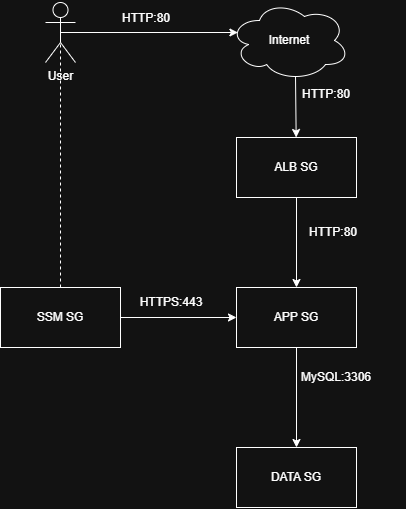 HTTP:80
Internet
User
HTTP:80
ALB SG
HTTP:80
SSM SG
HTTPS:443
APP SG
MySQL:3306
DATA SG